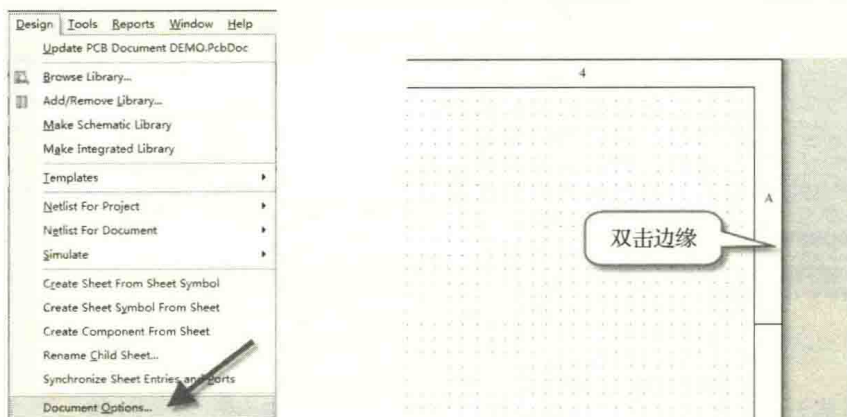 Design Tools Reports Window Help
Update PCB Document DEMO.PcbDoc
Browse Library...
Add/Remove Library...
Make Schematic Library
Make Integrated Library
Templates
Netlist For Project
Netlist For Document
Simulate
Create Sheet From Sheet Symbol
Create Sheet Symbol From Sheet
Create Component From Sheet
Rename Child Sheet...
Synchronize Sheet Entries and Ports
Document Options...
4
A
双击边缘